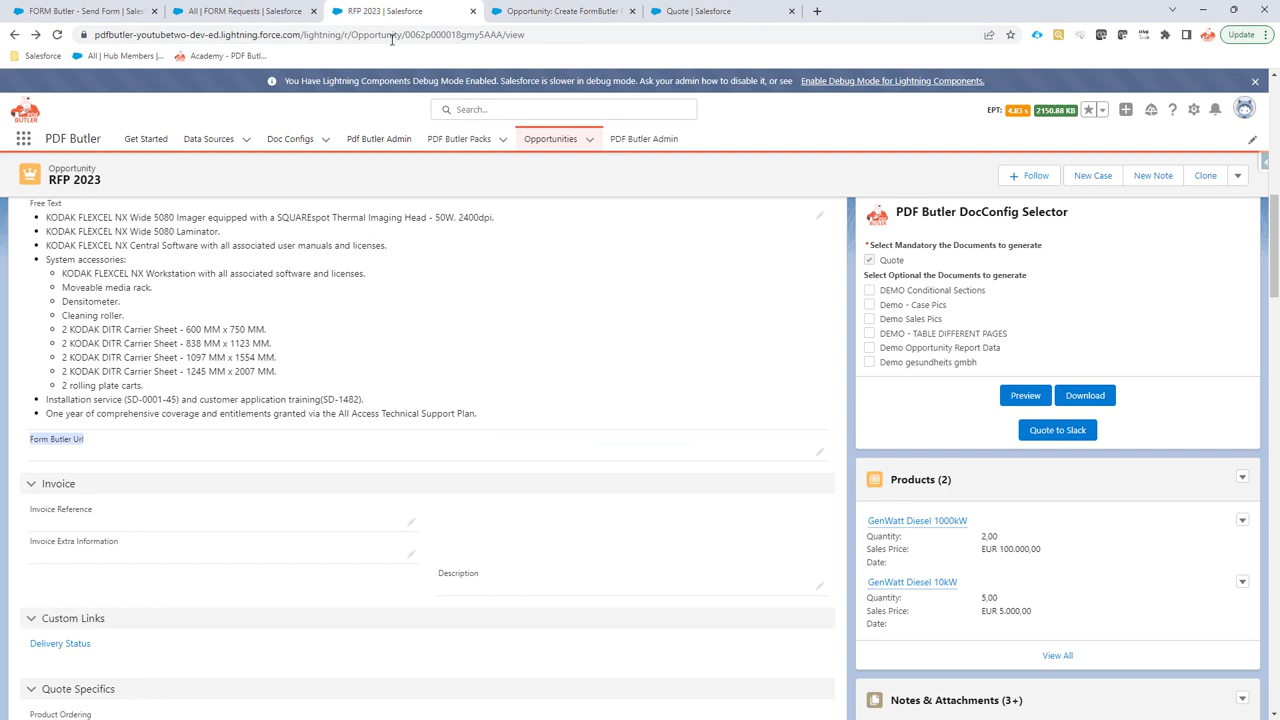 FORM Butler - Send Form | Salesf
All | FORM Requests | Salesforce
RFP 2023 | Salesforce
Opportunity: Create FormButler F
Quote | Salesforce
pdfbutler-youtubetwo-dev-ed.lightning.force.com/lightning/r/Opportunity/0062p000018gmy5AAA/view
Update
Salesforce
All | Hub Members |...
Academy - PDF Butl...
You Have Lightning Components Debug Mode Enabled. Salesforce is slower in debug mode. Ask your admin how to disable it, or see Enable Debug Mode for Lightning Components.
PDF BUTLER
Search...
EPT: 4.83 s 2150.88 KB
PDF Butler
Get Started
Data Sources
Doc Configs
Pdf Butler Admin
PDF Butler Packs
Opportunities
PDF Butler Admin
Opportunity
RFP 2023
Follow
New Case
New Note
Clone
Free Text
KODAK FLEXCEL NX Wide 5080 Imager equipped with a SQUAREspot Thermal Imaging Head - 50W, 2400dpi.
KODAK FLEXCEL NX Wide 5080 Laminator.
KODAK FLEXCEL NX Central Software with all associated user manuals and licenses.
System accessories:
KODAK FLEXCEL NX Workstation with all associated software and licenses.
Moveable media rack.
Densitometer.
Cleaning roller.
2 KODAK DITR Carrier Sheet - 600 MM x 750 MM.
2 KODAK DITR Carrier Sheet - 838 MM x 1123 MM.
2 KODAK DITR Carrier Sheet - 1097 MM x 1554 MM.
2 KODAK DITR Carrier Sheet - 1245 MM x 2007 MM.
2 rolling plate carts.
Installation service (SD-0001-45) and customer application training(SD-1482).
One year of comprehensive coverage and entitlements granted via the All Access Technical Support Plan.
Form Butler Url
Invoice
Invoice Reference
Invoice Extra Information
Description
Custom Links
Delivery Status
Quote Specifics
Product Ordering
PDF Butler DocConfig Selector
*Select Mandatory the Documents to generate
Quote
Select Optional the Documents to generate
DEMO Conditional Sections
Demo - Case Pics
Demo Sales Pics
DEMO - TABLE DIFFERENT PAGES
Demo Opportunity Report Data
Demo gesundheits gmbh
Preview
Download
Quote to Slack
Products (2)
GenWatt Diesel 1000kW
Quantity: 2,00
Sales Price: EUR 100.000,00
Date:
GenWatt Diesel 10kW
Quantity: 5,00
Sales Price: EUR 5.000,00
Date:
View All
Notes & Attachments (3+)